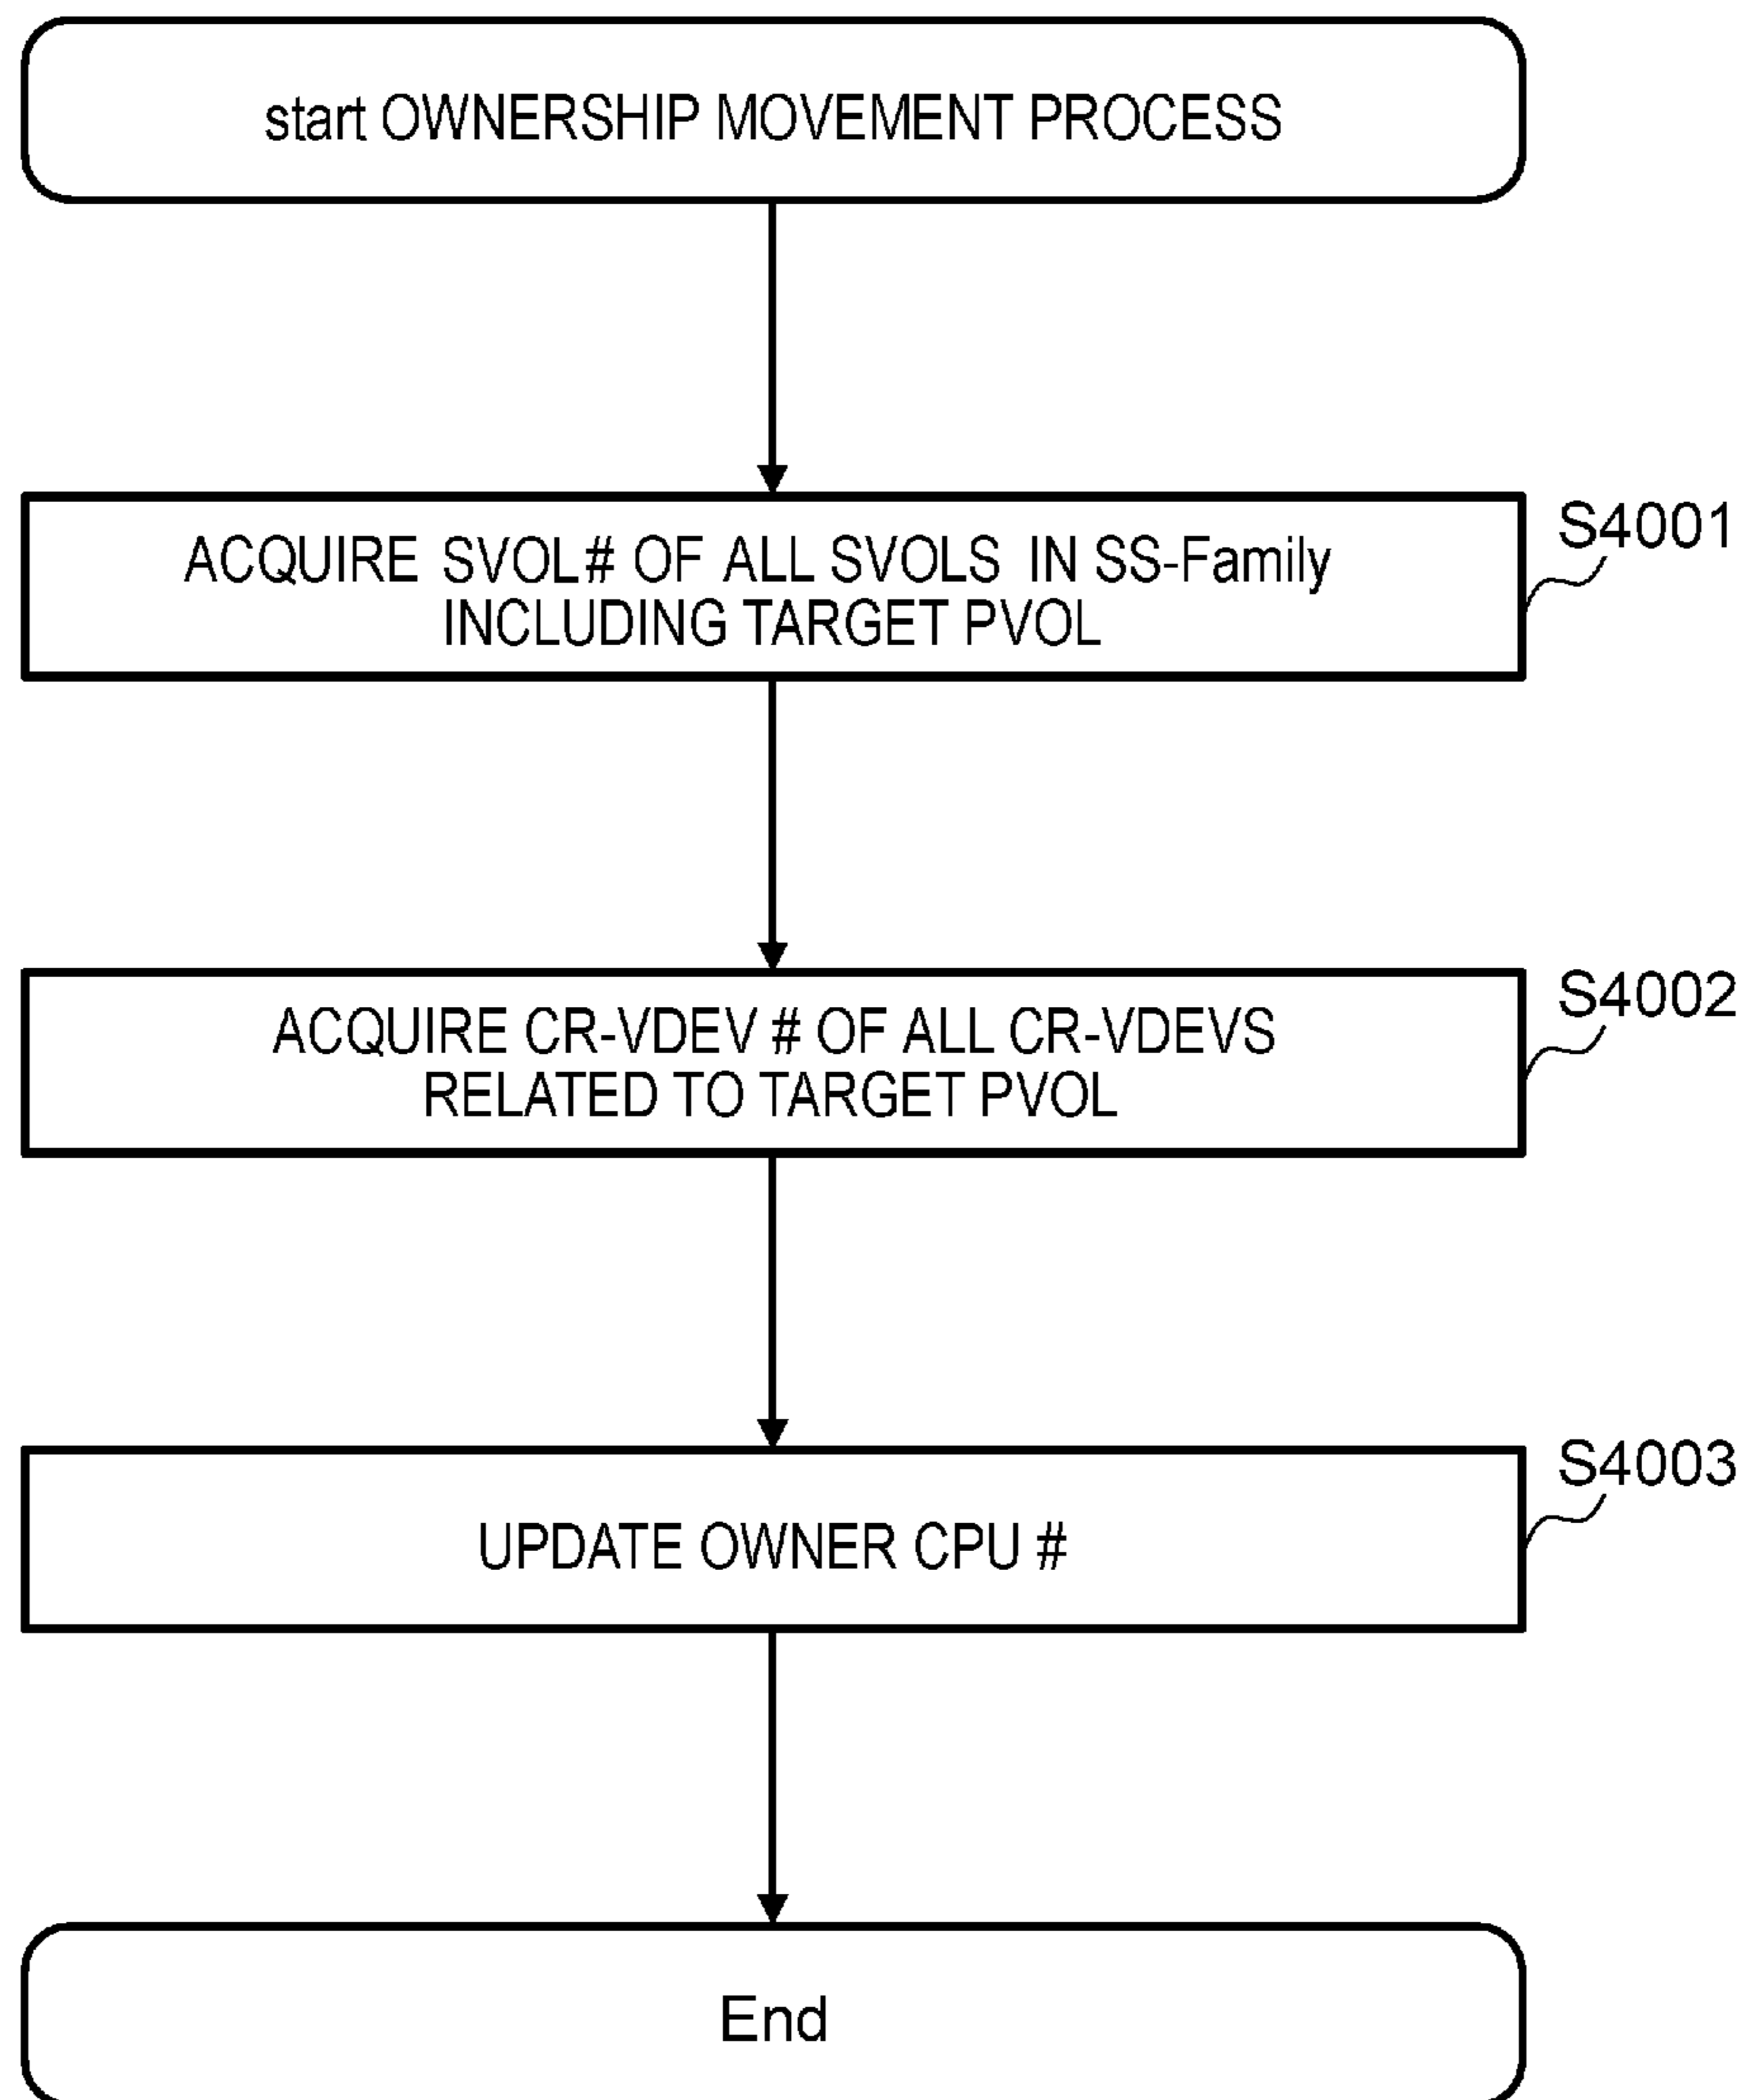 start OWNERSHIP MOVEMENT PROCESS
ACQUIRE SVOL# OF ALL SVOLS IN SS-Family
INCLUDING TARGET PVOL
S4001
ACQUIRE CR-VDEV # OF ALL CR-VDEVS
RELATED TO TARGET PVOL
S4002
UPDATE OWNER CPU #
S4003
End